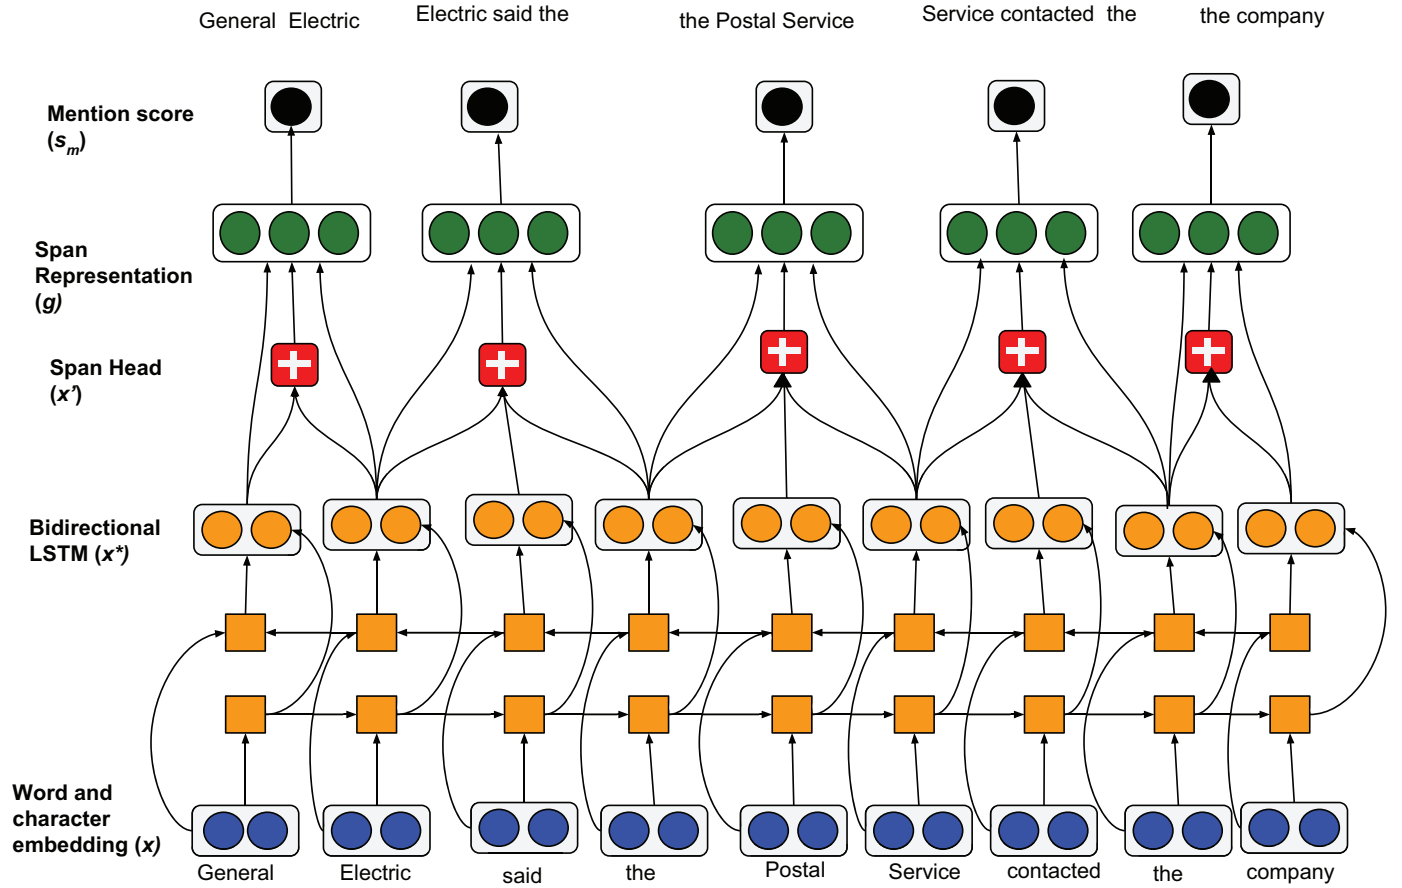 General Electric
Electric said the
the Postal Service
Service contacted the
the company
Mention score
(s_m)
Span
Representation
(g)
Span Head
(x')
Bidirectional
LSTM (x*)
Word and
character
embedding (x)
General
Electric
said
the
Postal
Service
contacted
the
company